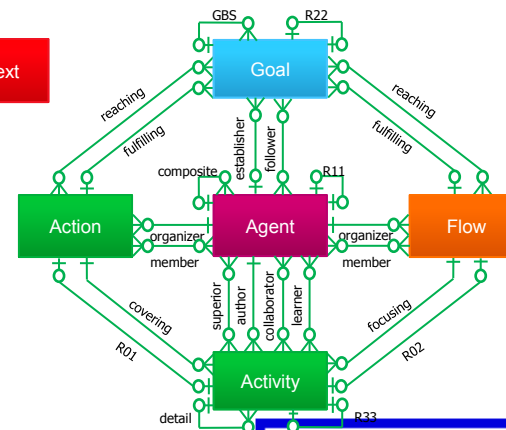 GBS
R22
ext
Goal
reaching
fulfilling
reaching
fulfilling
establisher
follower
composite
R11
Action
Agent
Flow
organizer
member
organizer
member
superior
author
collaborator
learner
covering
R01
focusing
R02
Activity
detail
R33